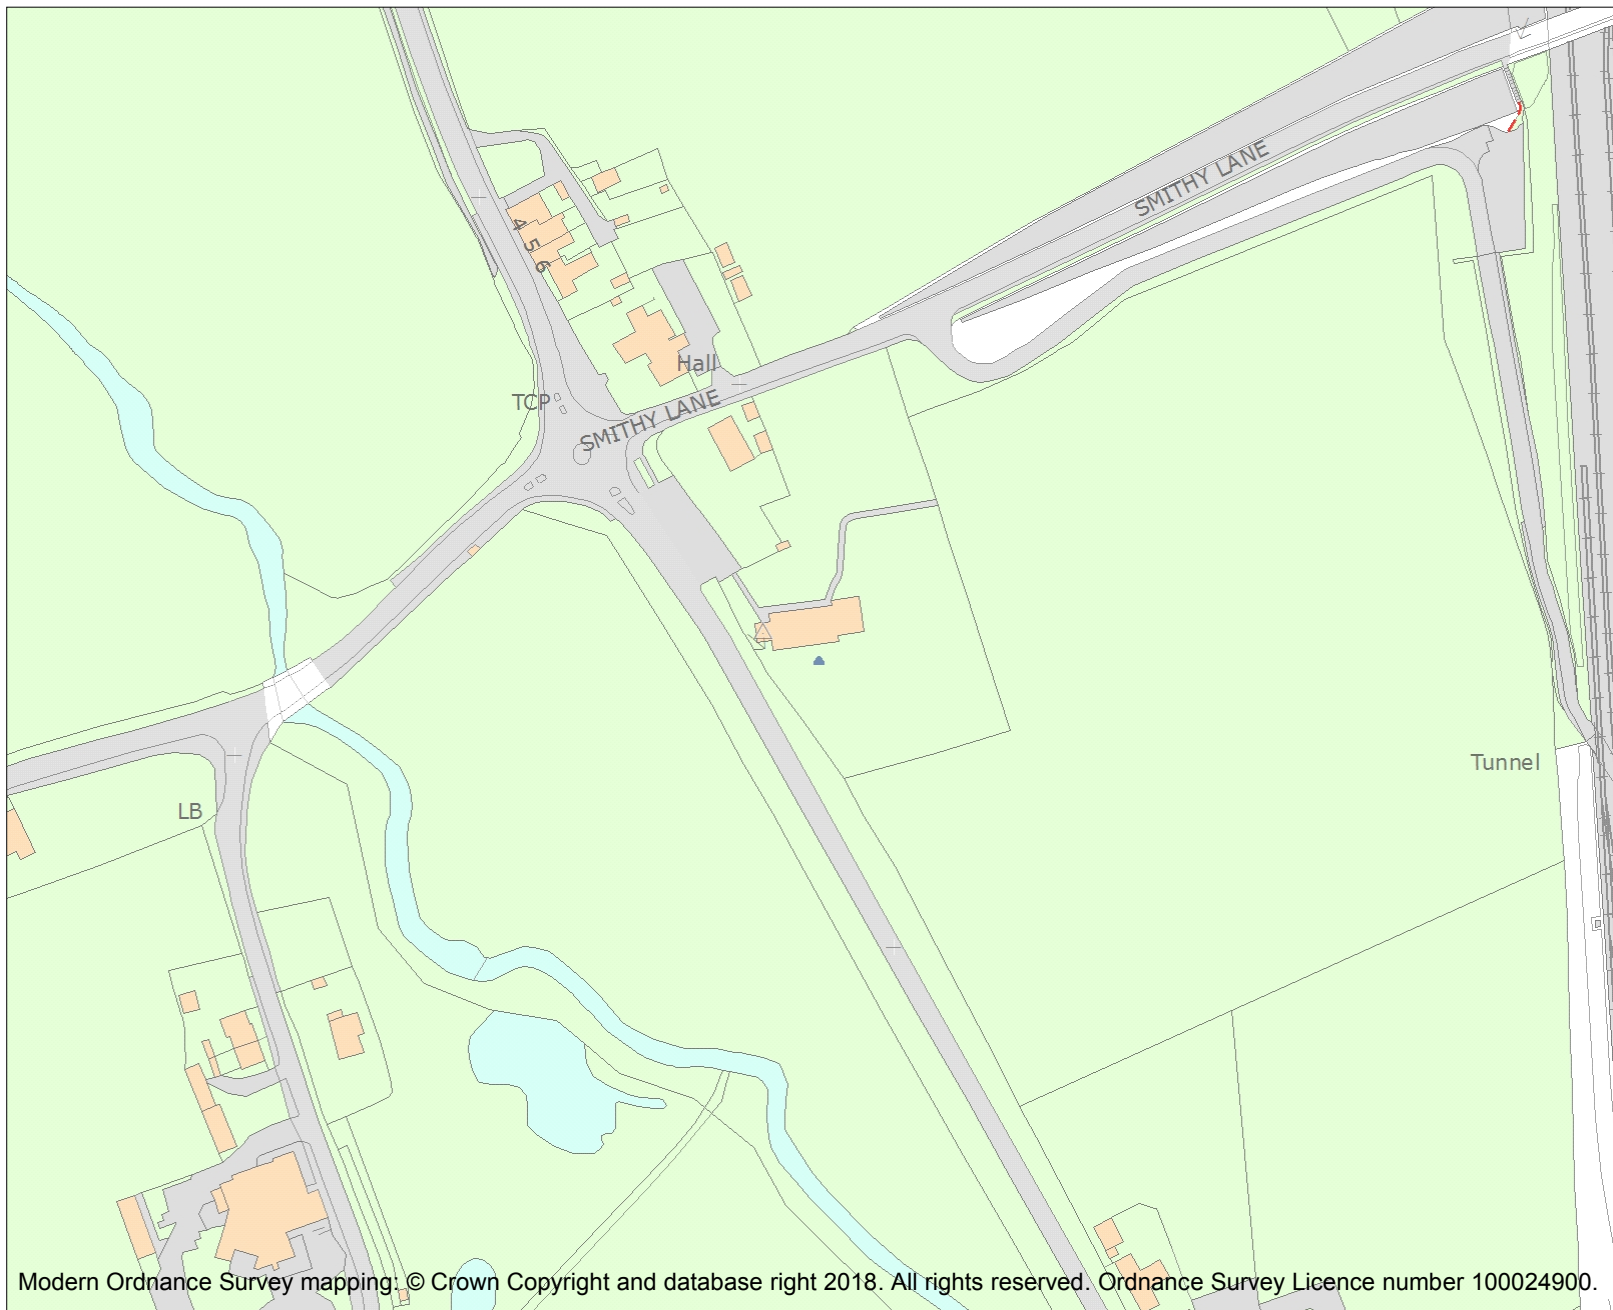 SMITHY LANE
4
5
6
Hall
TCP
SMITHY LANE
Tunnel
LB
Modern Ordnance Survey mapping: © Crown Copyright and database right 2018. All rights reserved. Ordnance Survey Licence number 100024900.